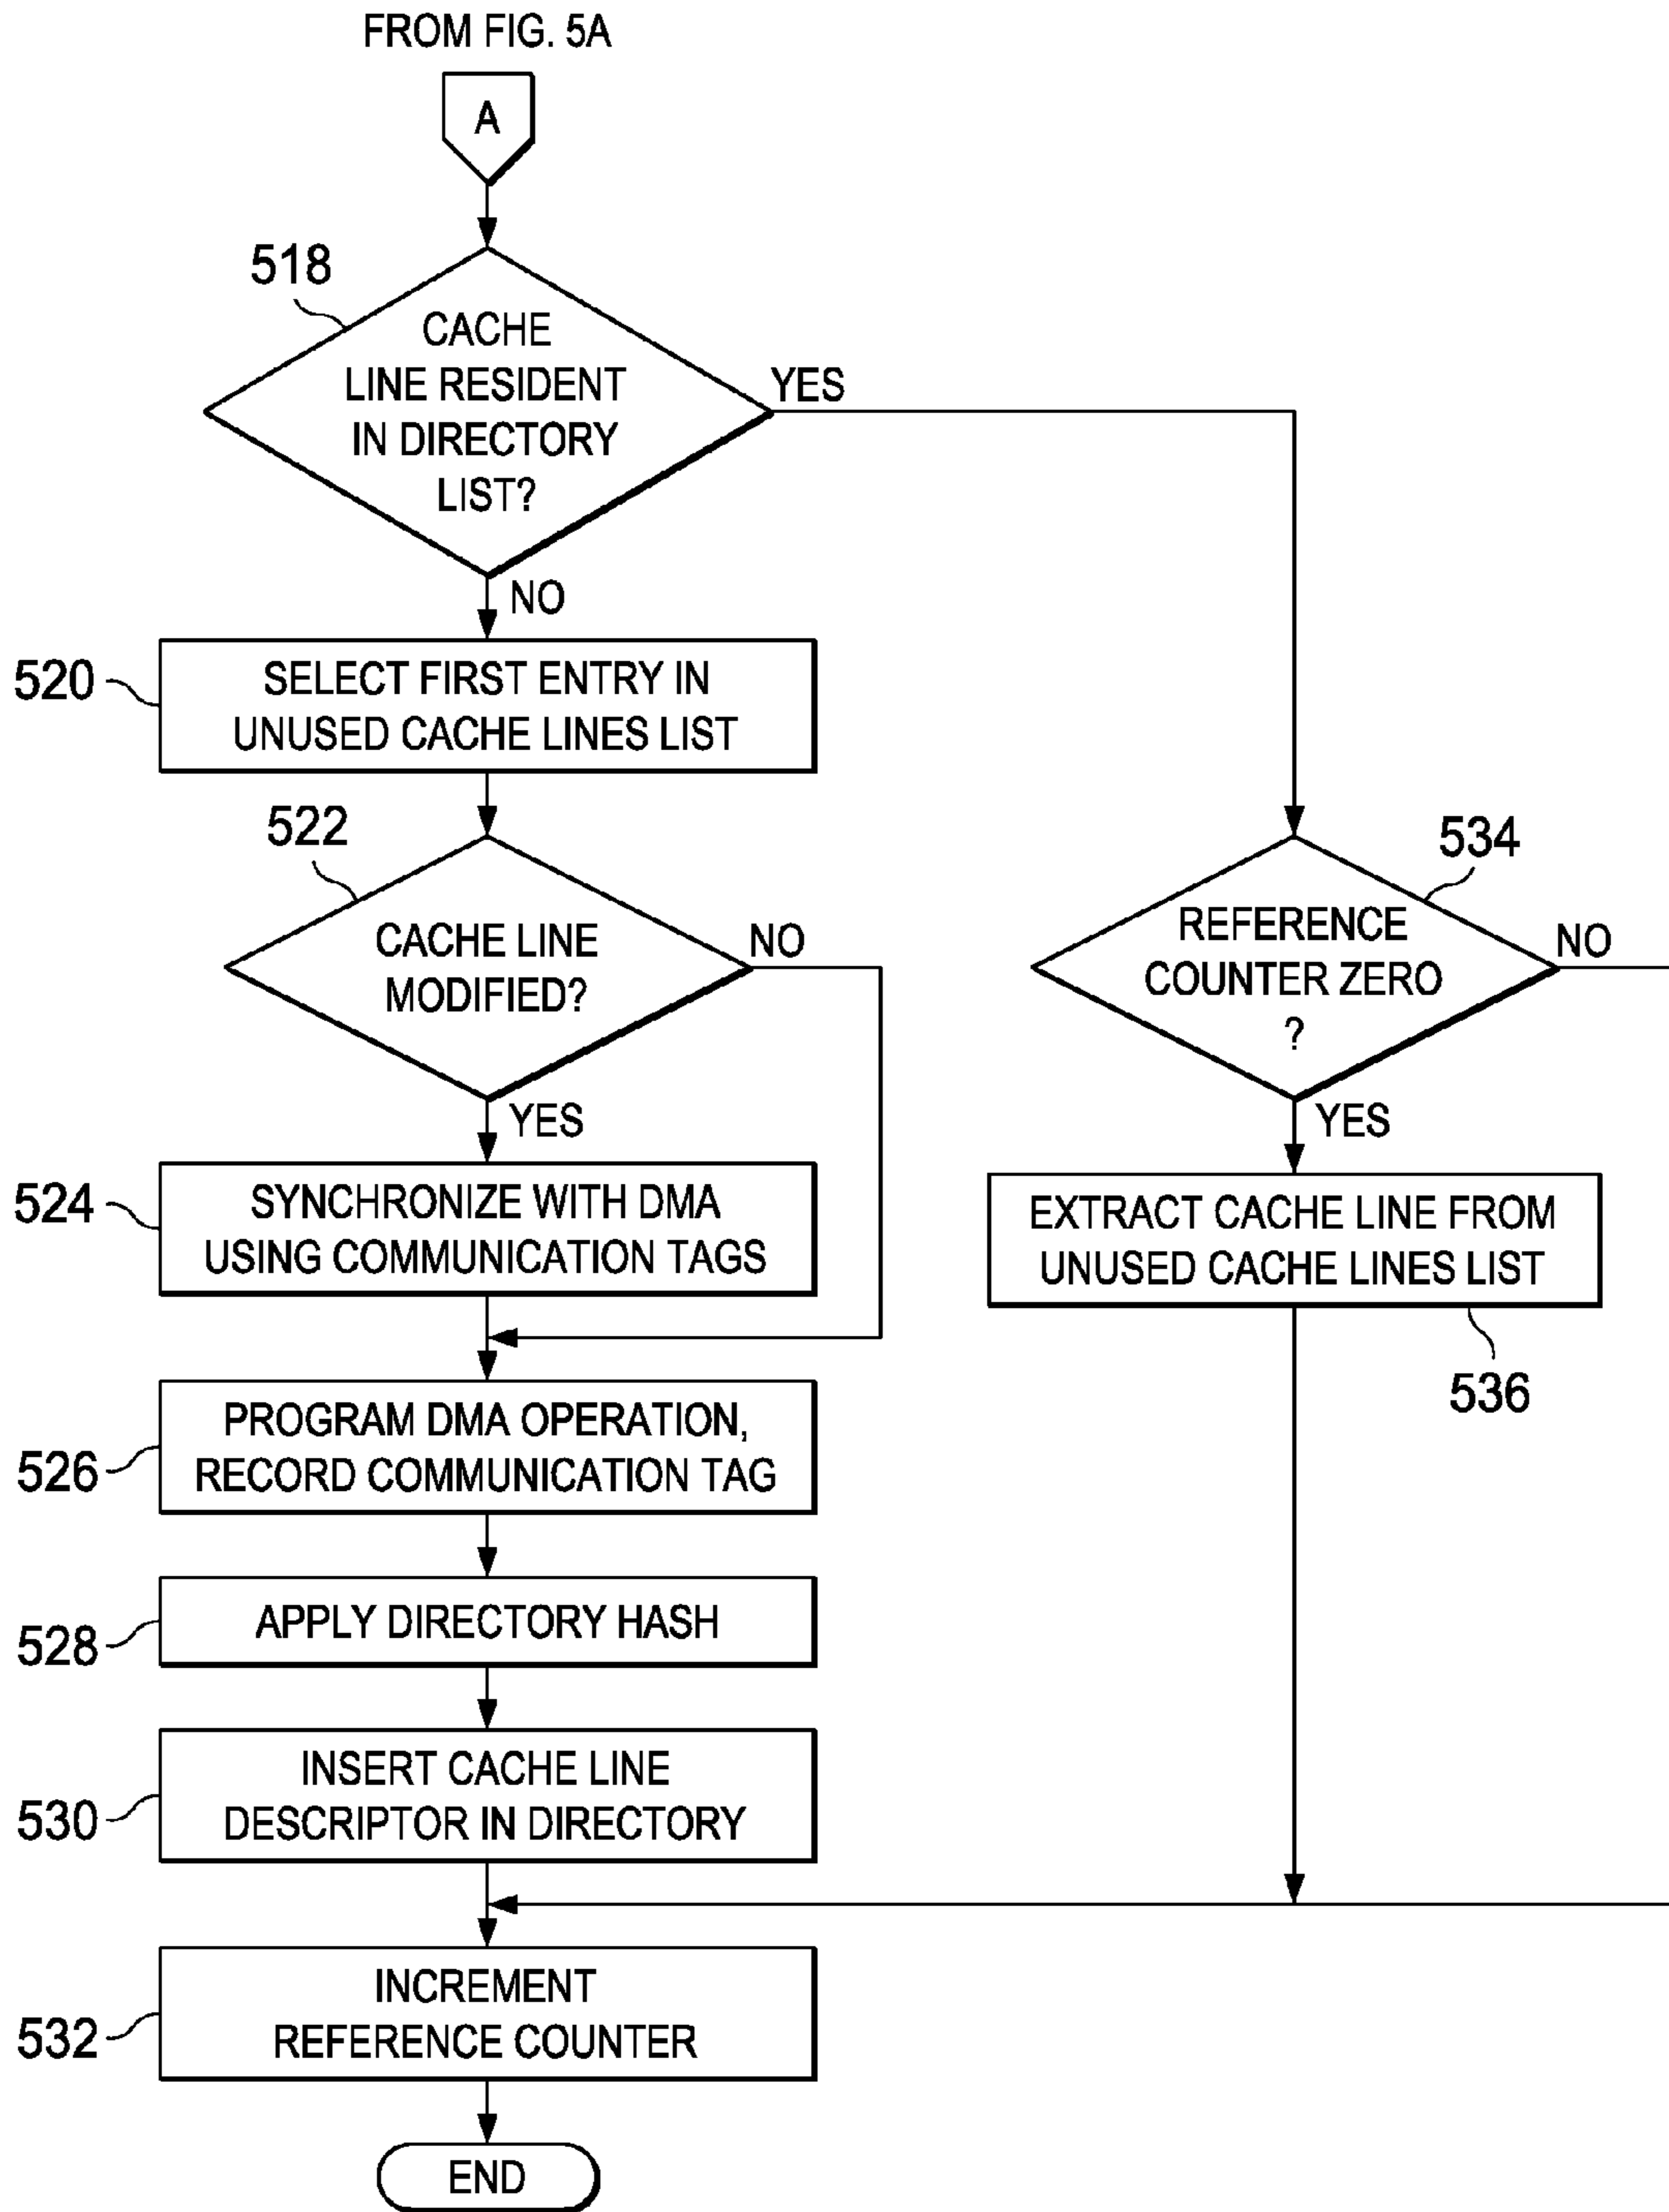 FROM FIG. 5A
A
518
CACHE
LINE RESIDENT
IN DIRECTORY
LIST?
YES
NO
520
SELECT FIRST ENTRY IN
UNUSED CACHE LINES LIST
522
CACHE LINE
MODIFIED?
NO
YES
534
REFERENCE
COUNTER ZERO
?
NO
YES
524
SYNCHRONIZE WITH DMA
USING COMMUNICATION TAGS
EXTRACT CACHE LINE FROM
UNUSED CACHE LINES LIST
536
526
PROGRAM DMA OPERATION,
RECORD COMMUNICATION TAG
528
APPLY DIRECTORY HASH
530
INSERT CACHE LINE
DESCRIPTOR IN DIRECTORY
532
INCREMENT
REFERENCE COUNTER
END